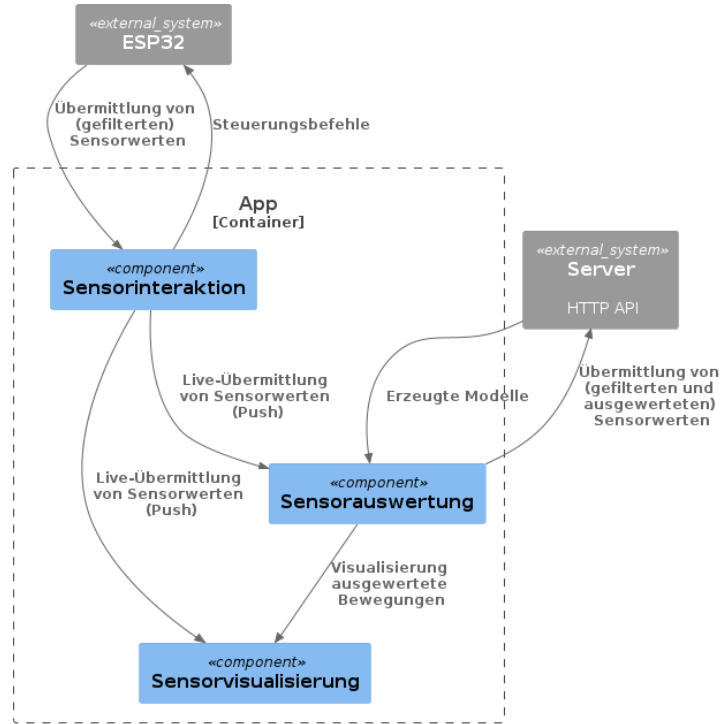 «external_system»
ESP32
Übermittlung von
(gefilterten)
Sensorwerten
Steuerungsbefehle
App
[Container]
«component»
Sensorinteraktion
«external_system»
Server
HTTP API
Live-Übermittlung
von Sensorwerten
(Push)
Erzeugte Modelle
Übermittlung von
(gefilterten und
ausgewerteten)
Sensorwerten
Live-Übermittlung
von Sensorwerten
(Push)
«component»
Sensorauswertung
Visualisierung
ausgewertete
Bewegungen
«component»
Sensorvisualisierung